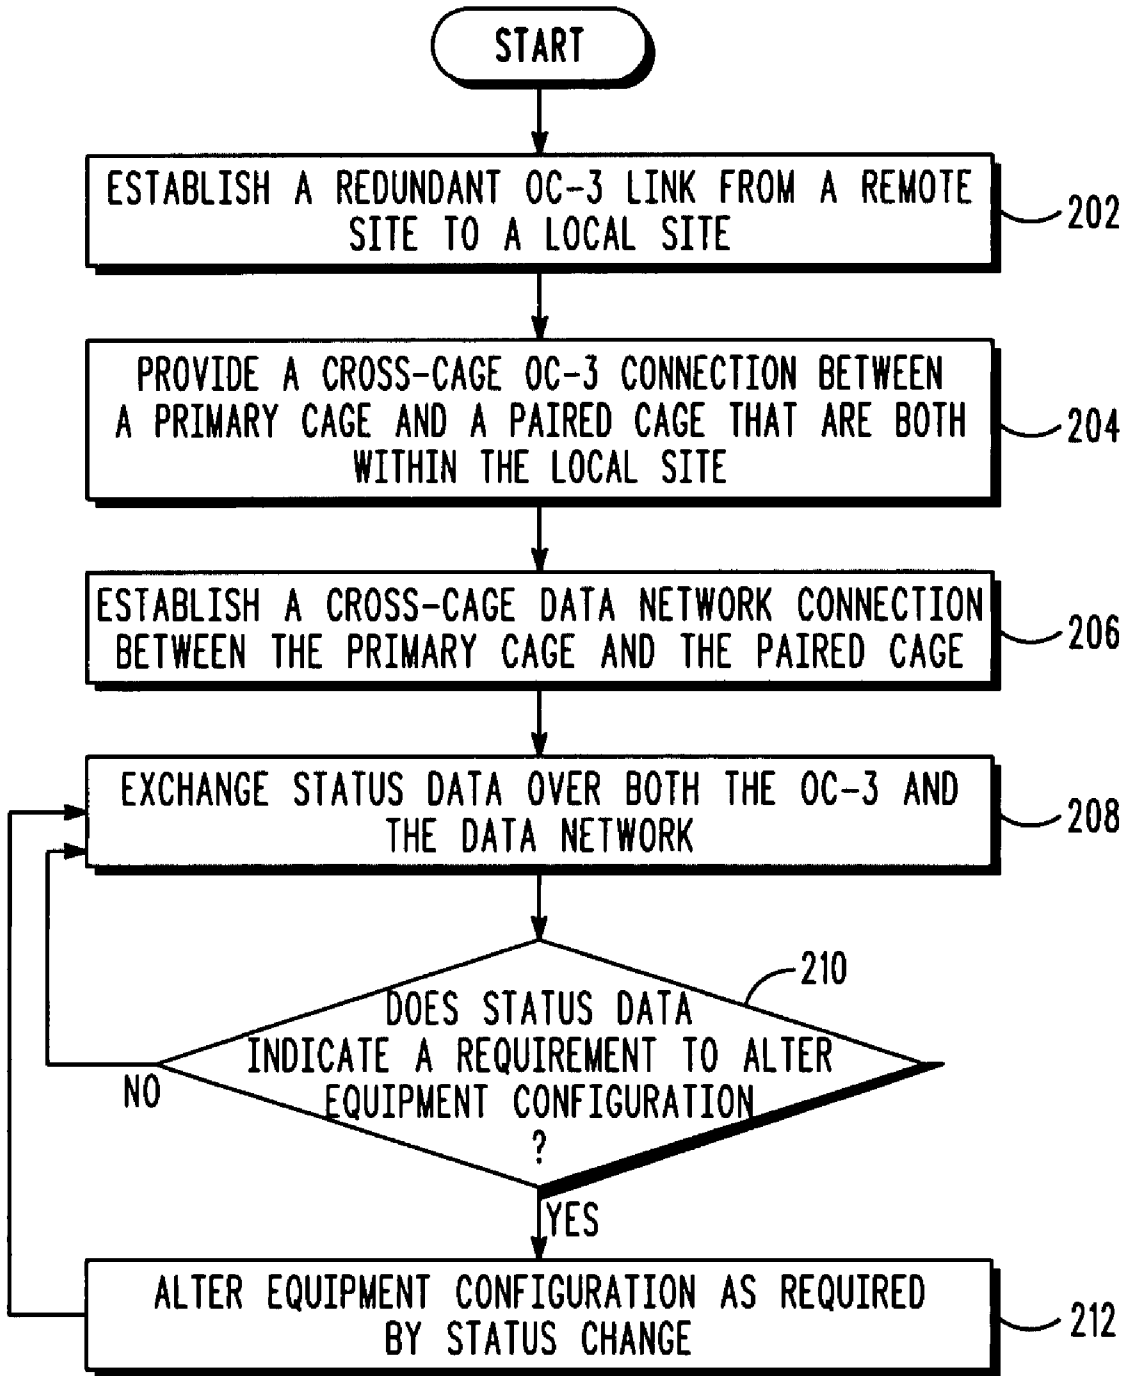 START
ESTABLISH A REDUNDANT OC-3 LINK FROM A REMOTE
SITE TO A LOCAL SITE
202
PROVIDE A CROSS-CAGE OC-3 CONNECTION BETWEEN
A PRIMARY CAGE AND A PAIRED CAGE THAT ARE BOTH
WITHIN THE LOCAL SITE
204
ESTABLISH A CROSS-CAGE DATA NETWORK CONNECTION
BETWEEN THE PRIMARY CAGE AND THE PAIRED CAGE
206
EXCHANGE STATUS DATA OVER BOTH THE OC-3 AND
THE DATA NETWORK
208
210
DOES STATUS DATA
INDICATE A REQUIREMENT TO ALTER
EQUIPMENT CONFIGURATION
?
NO
YES
ALTER EQUIPMENT CONFIGURATION AS REQUIRED
BY STATUS CHANGE
212